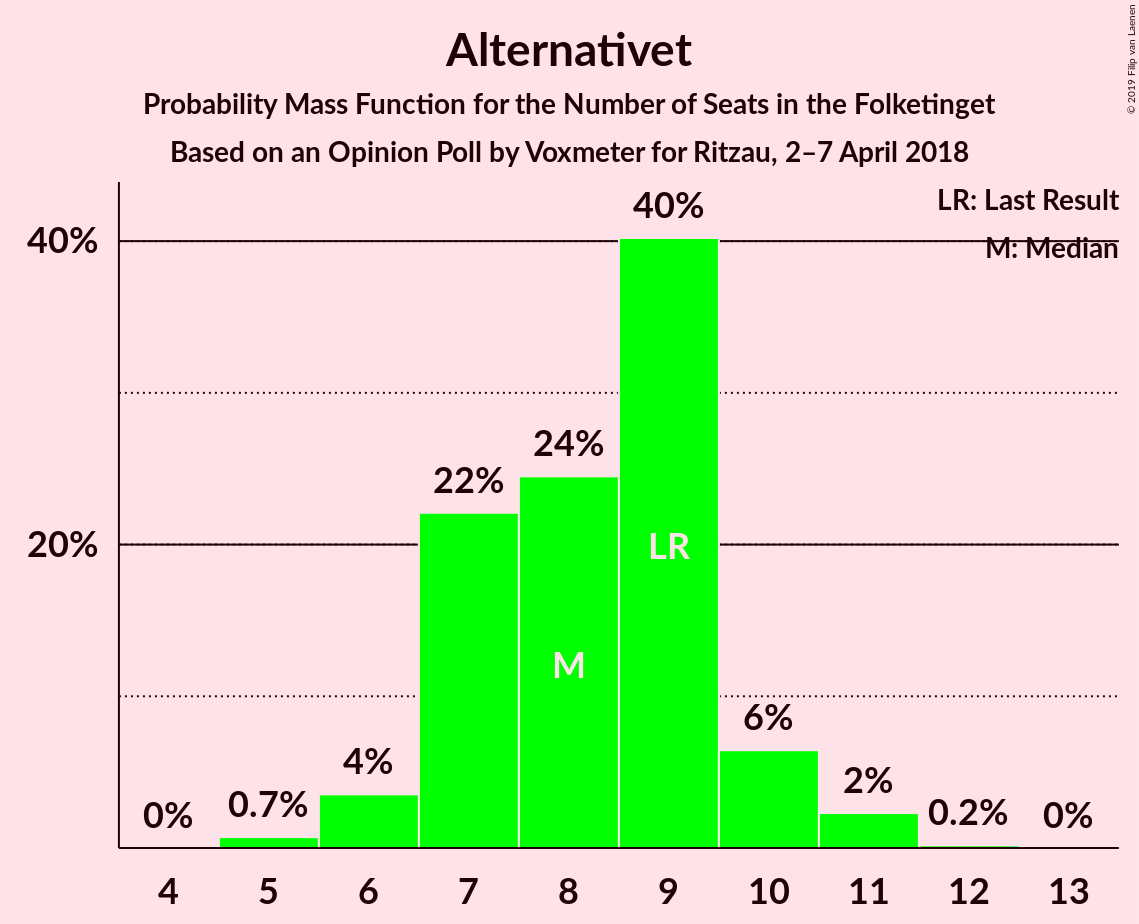 Alternativet
Probability Mass Function for the Number of Seats in the Folketinget
Based on an Opinion Poll by Voxmeter for Ritzau, 2–7 April 2018
© 2019 Filip van Laenen
LR: Last Result
M: Median
40%
20%
0%
0.7%
4%
22%
24%
40%
6%
2%
0.2%
0%
LR
M
4 5 6 7 8 9 10 11 12 13